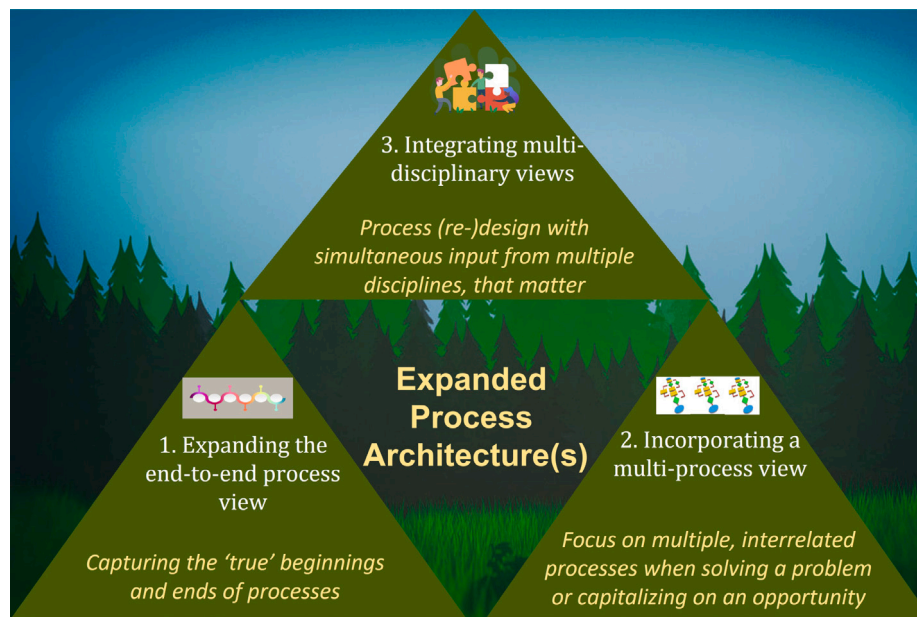 3. Integrating multi-
disciplinary views
Process (re-)design with
simultaneous input from multiple
disciplines, that matter
Expanded
Process
Architecture(s)
1. Expanding the
end-to-end process
view
Capturing the ‘true’ beginnings
and ends of processes
2. Incorporating a
multi-process view
Focus on multiple, interrelated
processes when solving a problem
or capitalizing on an opportunity